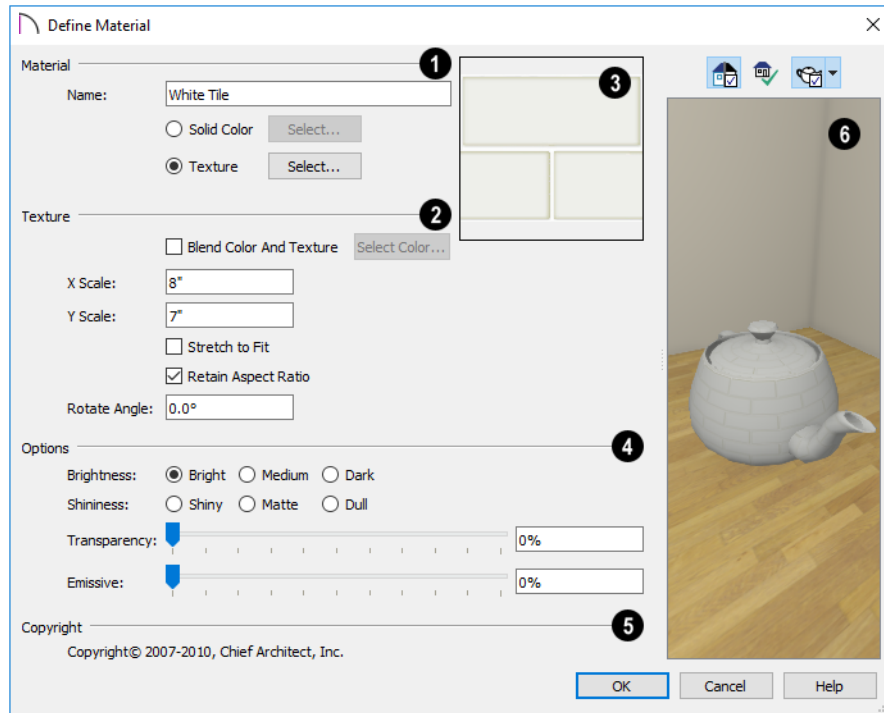 Define Material
Material 1
Name: White Tile
Solid Color Select...
Texture Select...
3
6
Texture 2
Blend Color And Texture Select Color...
X Scale: 8"
Y Scale: 7"
Stretch to Fit
Retain Aspect Ratio
Rotate Angle: 0.0°
Options 4
Brightness: Bright Medium Dark
Shininess: Shiny Matte Dull
Transparency: 0%
Emissive: 0%
Copyright 5
Copyright© 2007-2010, Chief Architect, Inc.
OK Cancel Help